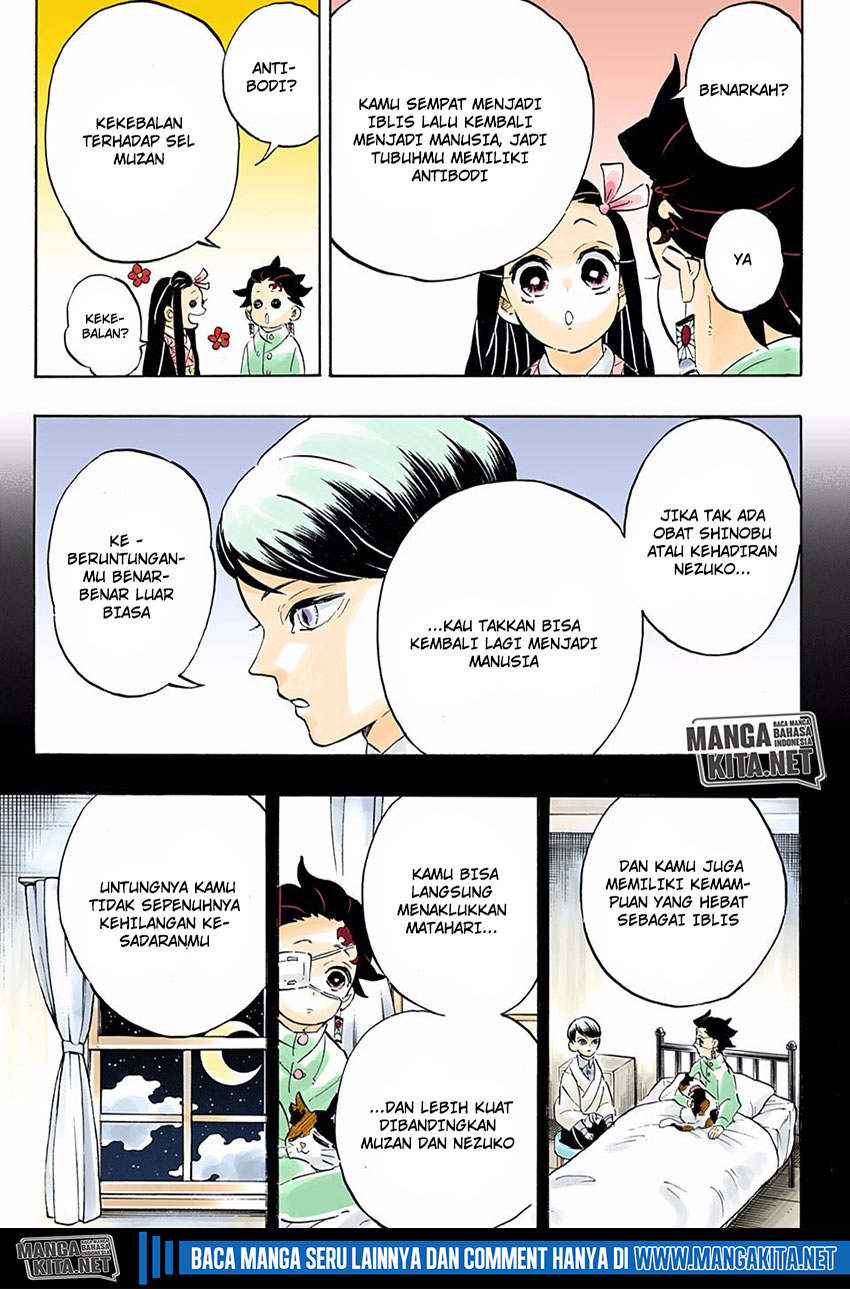 BENARKAH?
YA
KAMU SEMPAT MENJADI
IBLIS LALU KEMBALI
MENJADI MANUSIA, JADI
TUBUHMU MEMILIKI
ANTIBODI
ANTI-
BODI?
KEKEBALAN
TERHADAP SEL
MUZAN
KEKE-
BALAN?
JIKA TAK ADA
OBAT SHINOBU
ATAU KEHADIRAN
NEZUKO...
...KAU TAKKAN BISA
KEMBALI LAGI MENJADI
MANUSIA
KE -
BERUNTUNGAN-
MU BENAR-
BENAR LUAR
BIASA
MANGA
BACA MANGA
BAHASA
INDONESIA
KITA.NET
DAN KAMU JUGA
MEMILIKI KEMAM-
PUAN YANG HEBAT
SEBAGAI IBLIS
KAMU BISA
LANGSUNG
MENAKLUKKAN
MATAHARI...
...DAN LEBIH KUAT
DIBANDINGKAN
MUZAN DAN NEZUKO
UNTUNGNYA KAMU
TIDAK SEPENUHNYA
KEHILANGAN KE-
SADARANMU
MANGA
BACA MANGA
BAHASA
INDONESIA
KITA.NET
BACA MANGA SERU LAINNYA DAN COMMENT HANYA DI WWW.MANGAKITA.NET